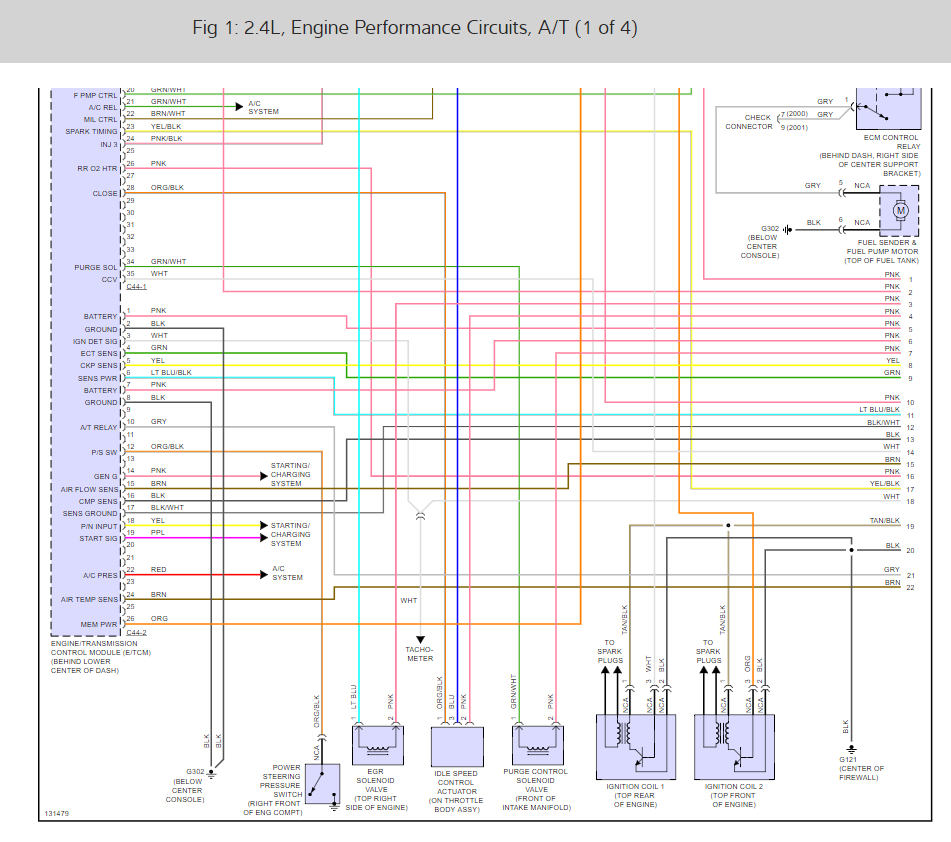 Fig 1: 2.4L, Engine Performance Circuits, A/T (1 of 4)
F PMP CTRL 20 GRN/WHT
A/C REL 21 GRN/WHT
MIL CTRL 22 BRN/WHT
SPARK TIMING 23 YEL/BLK
INJ 3 24 PNK/BLK
25
RR O2 HTR 26 PNK
27
CLOSE 28 ORG/BLK
29
30
31
32
33
PURGE SOL 34 GRN/WHT
CCV 35 WHT
C44-1
A/C
SYSTEM
BATTERY 1 PNK
GROUND 2 BLK
IGN DET SIG 3 WHT
ECT SENS 4 GRN
CKP SENS 5 YEL
SENS PWR 6 LT BLU/BLK
BATTERY 7 PNK
GROUND 8 BLK
9
A/T RELAY 10 GRY
11
P/S SW 12 ORG/BLK
13
GEN G 14 PNK
AIR FLOW SENS 15 BRN
CMP SENS 16 BLK
SENS GROUND 17 BLK/WHT
P/N INPUT 18 YEL
START SIG 19 PPL
20
21
A/C PRES 22 RED
23
AIR TEMP SENS 24 BRN
25
MEM PWR 26 ORG
C44-2
ENGINE/TRANSMISSION
CONTROL MODULE (E/TCM)
(BEHIND LOWER
CENTER OF DASH)
STARTING/
CHARGING
SYSTEM
STARTING/
CHARGING
SYSTEM
A/C
SYSTEM
GRY 1
CHECK
CONNECTOR
7 (2000) GRY
9 (2001)
ECM CONTROL
RELAY
(BEHIND DASH, RIGHT SIDE
OF CENTER SUPPORT
BRACKET)
GRY 5 NCA
M
BLK 6 NCA
G302
(BELOW
CENTER
CONSOLE)
FUEL SENDER &
FUEL PUMP MOTOR
(TOP OF FUEL TANK)
PNK 1
PNK 2
PNK 3
PNK 4
PNK 5
PNK 6
PNK 7
YEL 8
GRN 9
PNK 10
LT BLU/BLK 11
BLK/WHT 12
BLK 13
WHT 14
BRN 15
PNK 16
YEL/BLK 17
WHT 18
TAN/BLK 19
BLK 20
GRY 21
BRN 22
WHT
TACHO-
METER
BLK
BLK
G302
(BELOW
CENTER
CONSOLE)
ORG/BLK
NCA
POWER
STEERING
PRESSURE
SWITCH
(RIGHT FRONT
OF ENG COMPT)
1 LT BLU
2 PNK
EGR
SOLENOID
VALVE
(TOP RIGHT
SIDE OF ENGINE)
1 ORG/BLK
3 BLU
2 PNK
IDLE SPEED
CONTROL
ACTUATOR
(ON THROTTLE
BODY ASSY)
1 GRN/WHT
2 PNK
PURGE CONTROL
SOLENOID
VALVE
(FRONT OF
INTAKE MANIFOLD)
TO
SPARK
PLUGS
TAN/BLK
1
WHT
3
BLK
2
NCA
NCA
NCA
IGNITION COIL 1
(TOP REAR
OF ENGINE)
TO
SPARK
PLUGS
TAN/BLK
1
ORG
3
BLK
2
NCA
NCA
NCA
IGNITION COIL 2
(TOP FRONT
OF ENGINE)
BLK
G121
(CENTER OF
FIREWALL)
131479